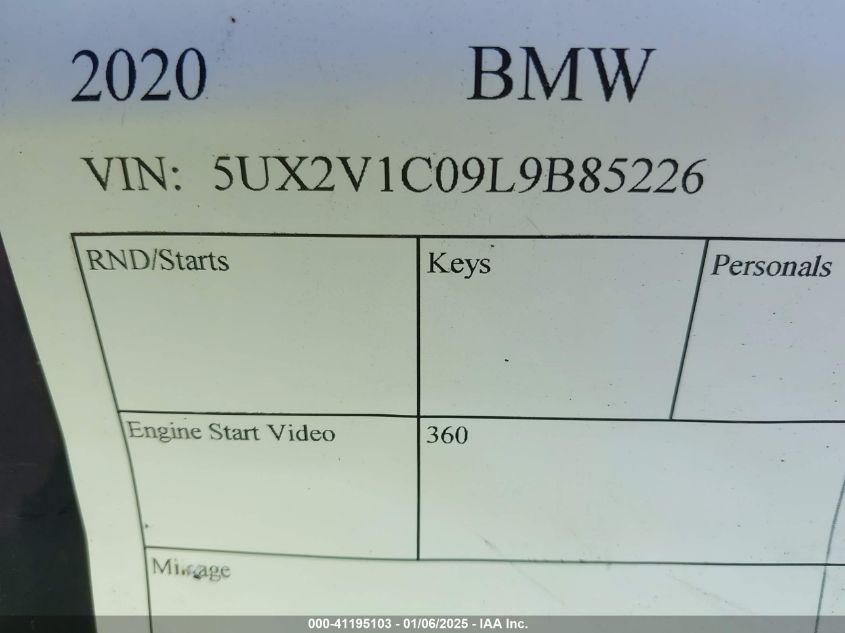 2020 BMW
VIN: 5UX2V1C09L9B85226
RND/Starts Keys Personals
Engine Start Video 360
000-41195103 - 01/06/2025 - IAA Inc.